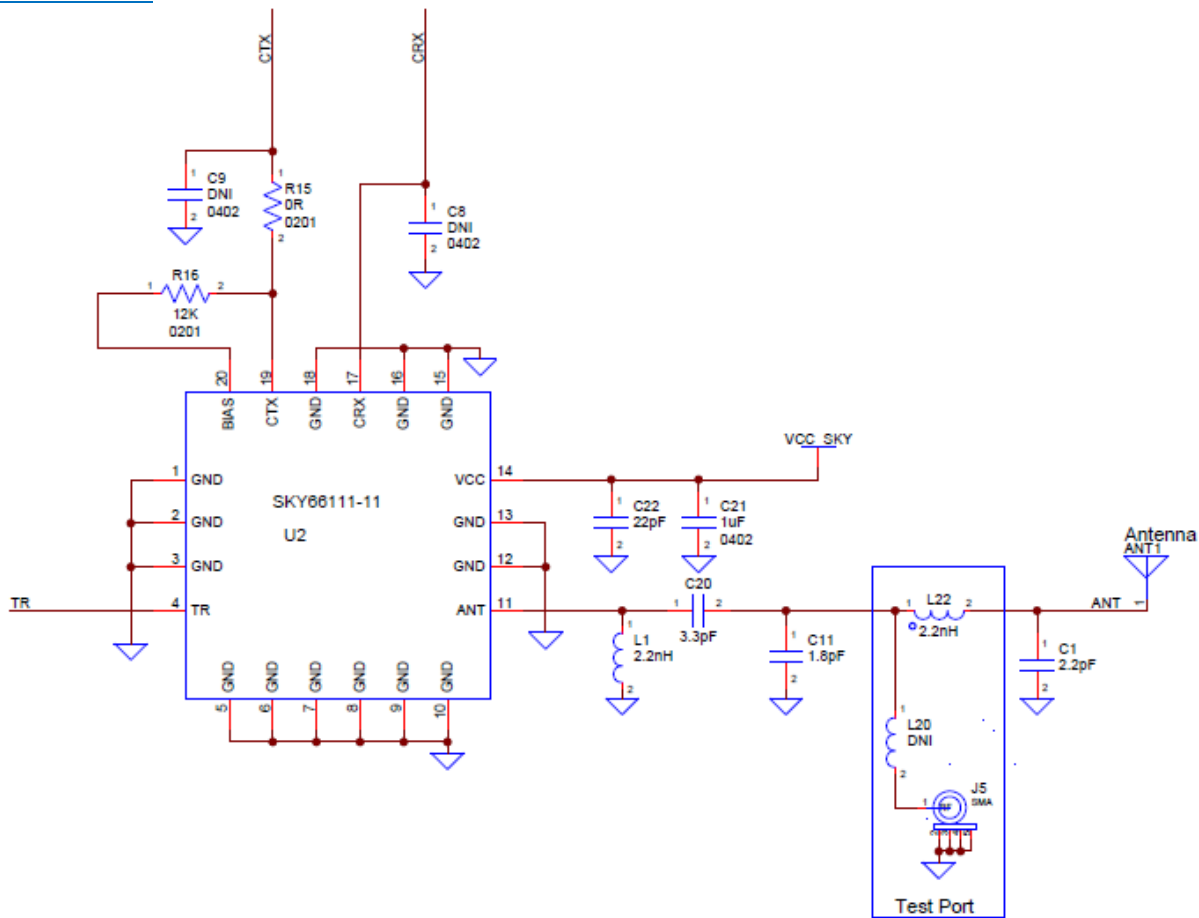 CTX
CRX
1
C9
DNI
0402
2
1
R15
0R
0201
2
1
C8
DNI
0402
2
R16
1
2
12K
0201
20
19
18
17
16
15
BIAS
CTX
GND
CRX
GND
GND
1
GND
2
GND
3
GND
TR
4
TR
SKY66111-11
U2
VCC
14
GND
13
GND
12
ANT
11
VCC_SKY
1
C22
22pF
2
1
C21
1uF
0402
2
C20
1
2
3.3pF
1
L1
2.2nH
2
1
C11
1.8pF
2
L22
1
2
2.2nH
Antenna
ANT1
ANT
1
1
C1
2.2pF
2
1
L20
DNI
2
J5
SMA
1
GND
GND
GND
GND
GND
GND
5
6
7
8
9
10
Test Port